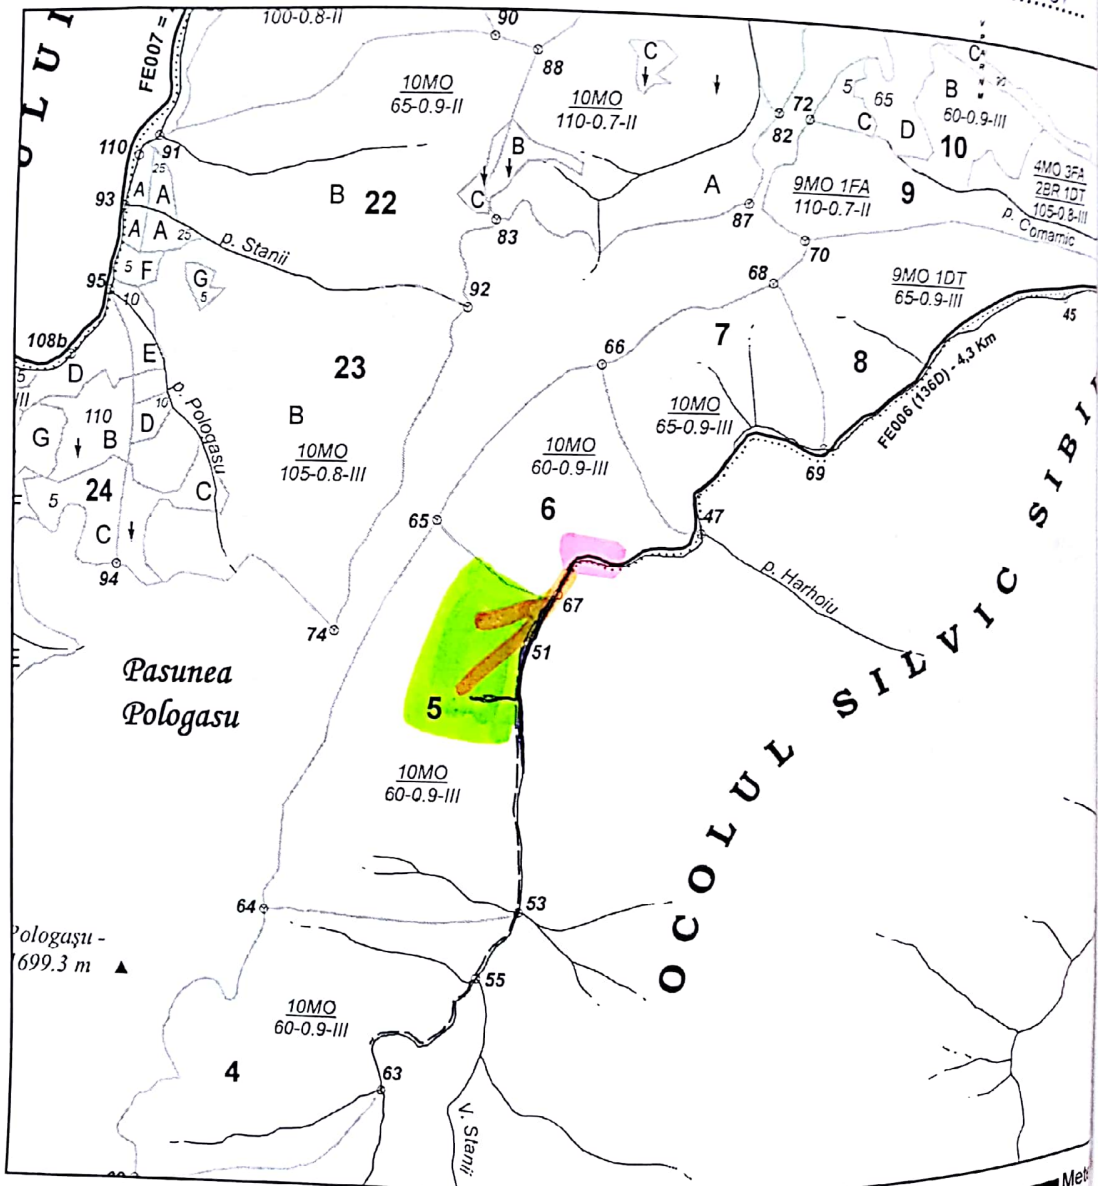 100-0.8-II
90
88
C
FE007 =
10MO
65-0.9-II
10MO
110-0.7-II
72
82
5
65
C
D
B
60-0.9-III
10
C
110
91
25
B
C
A
A
93
B
22
83
A
87
9MO 1FA
110-0.7-II
9
4MO 3FA
2BR 1DT
105-0.8-III
p. Comarnic
A
A
25
p. Stanii
5
F
G
5
95
10
92
68
70
9MO 1DT
65-0.9-III
45
108b
E
D
5
III
p. Pologasu
23
66
7
8
FE006 (136D) - 4,3 Km
110
G
B
D
10
B
10MO
105-0.8-III
10MO
65-0.9-III
10MO
60-0.9-III
69
5
24
C
C
65
6
47
94
p. Harhoiu
74
67
51
Pasunea
Pologasu
5
10MO
60-0.9-III
OCOLUL SILVIC SIBI
64
53
Pologaşu -
1699.3 m
55
10MO
60-0.9-III
4
63
V. Stanii